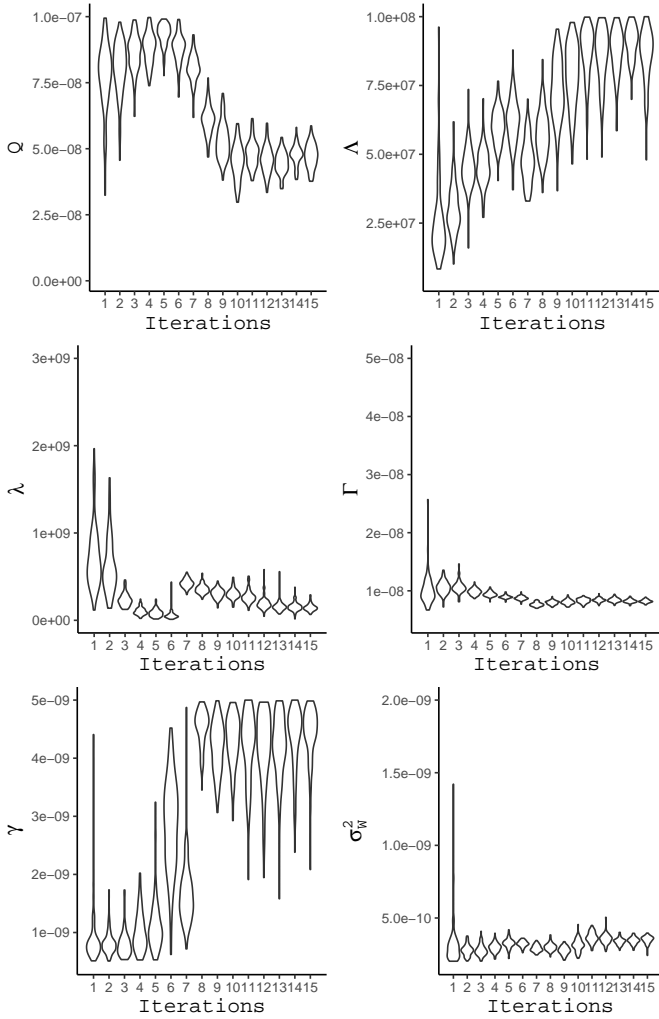 1.0e−07
7.5e−08
5.0e−08
2.5e−08
0.0e+00
Q
1 2 3 4 5 6 7 8 9 10 11 12 13 14 15
Iterations
1.0e+08
7.5e+07
5.0e+07
2.5e+07
Λ
1 2 3 4 5 6 7 8 9 10 11 12 13 14 15
Iterations
3e+09
2e+09
1e+09
0e+00
λ
1 2 3 4 5 6 7 8 9 10 11 12 13 14 15
Iterations
5e−08
4e−08
3e−08
2e−08
1e−08
Γ
1 2 3 4 5 6 7 8 9 10 11 12 13 14 15
Iterations
5e−09
4e−09
3e−09
2e−09
1e−09
γ
1 2 3 4 5 6 7 8 9 10 11 12 13 14 15
Iterations
2.0e−09
1.5e−09
1.0e−09
5.0e−10
σ²_W
1 2 3 4 5 6 7 8 9 10 11 12 13 14 15
Iterations